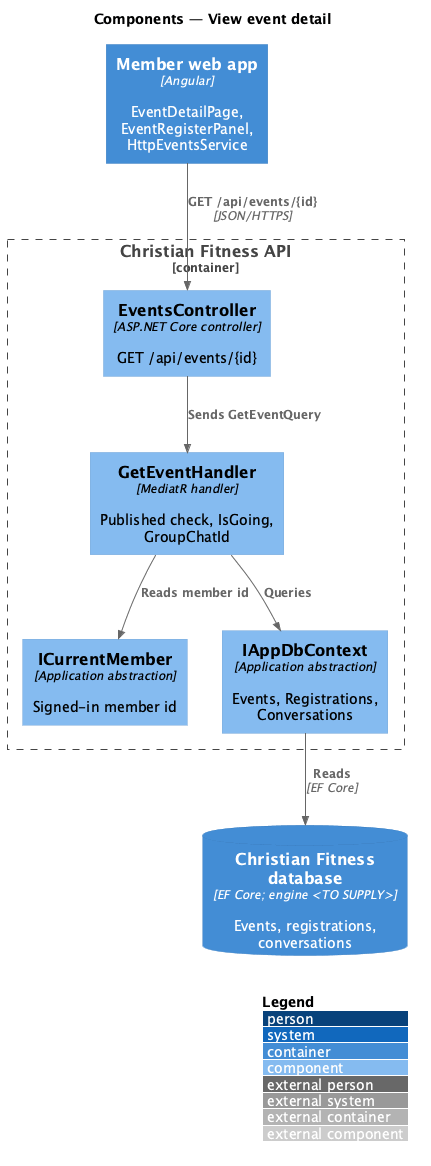 Components — View event detail
Member web app
[Angular]
EventDetailPage,
EventRegisterPanel,
HttpEventsService
GET /api/events/{id}
[JSON/HTTPS]
Christian Fitness API
[container]
EventsController
[ASP.NET Core controller]
GET /api/events/{id}
Sends GetEventQuery
GetEventHandler
[MediatR handler]
Published check, IsGoing,
GroupChatId
Reads member id
Queries
ICurrentMember
[Application abstraction]
Signed-in member id
IAppDbContext
[Application abstraction]
Events, Registrations,
Conversations
Reads
[EF Core]
Christian Fitness
database
[EF Core; engine <TO SUPPLY>]
Events, registrations,
conversations
Legend
person
system
container
component
external person
external system
external container
external component